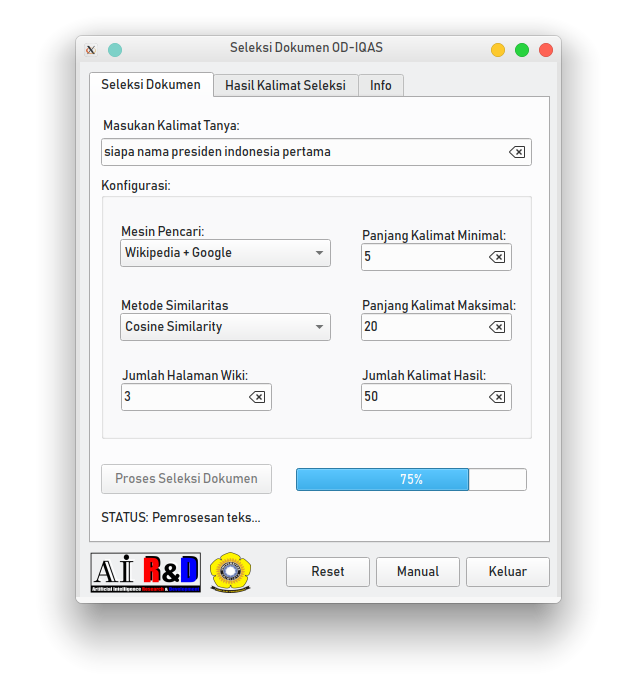 Seleksi Dokumen OD-IQAS
Seleksi Dokumen
Hasil Kalimat Seleksi
Info
Masukan Kalimat Tanya:
siapa nama presiden indonesia pertama
Konfigurasi:
Mesin Pencari:
Wikipedia + Google
Panjang Kalimat Minimal:
5
Metode Similaritas
Cosine Similarity
Panjang Kalimat Maksimal:
20
Jumlah Halaman Wiki:
3
Jumlah Kalimat Hasil:
50
Proses Seleksi Dokumen
75%
STATUS: Pemrosesan teks...
Ai R&D
Artificial Intelligence Research &
Reset
Manual
Keluar